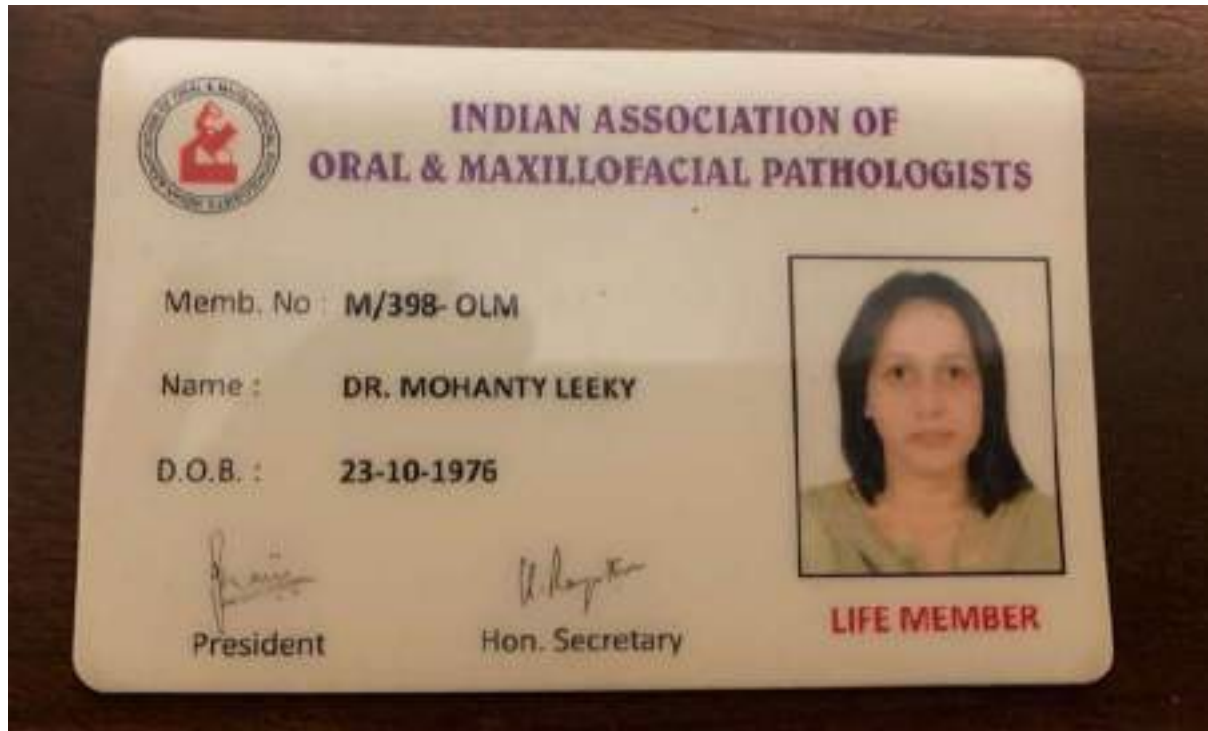 INDIAN ASSOCIATION OF
ORAL & MAXILLOFACIAL PATHOLOGISTS
Memb. No : M/398- OLM
Name : DR. MOHANTY LEEKY
D.O.B. : 23-10-1976
President
Hon. Secretary
LIFE MEMBER